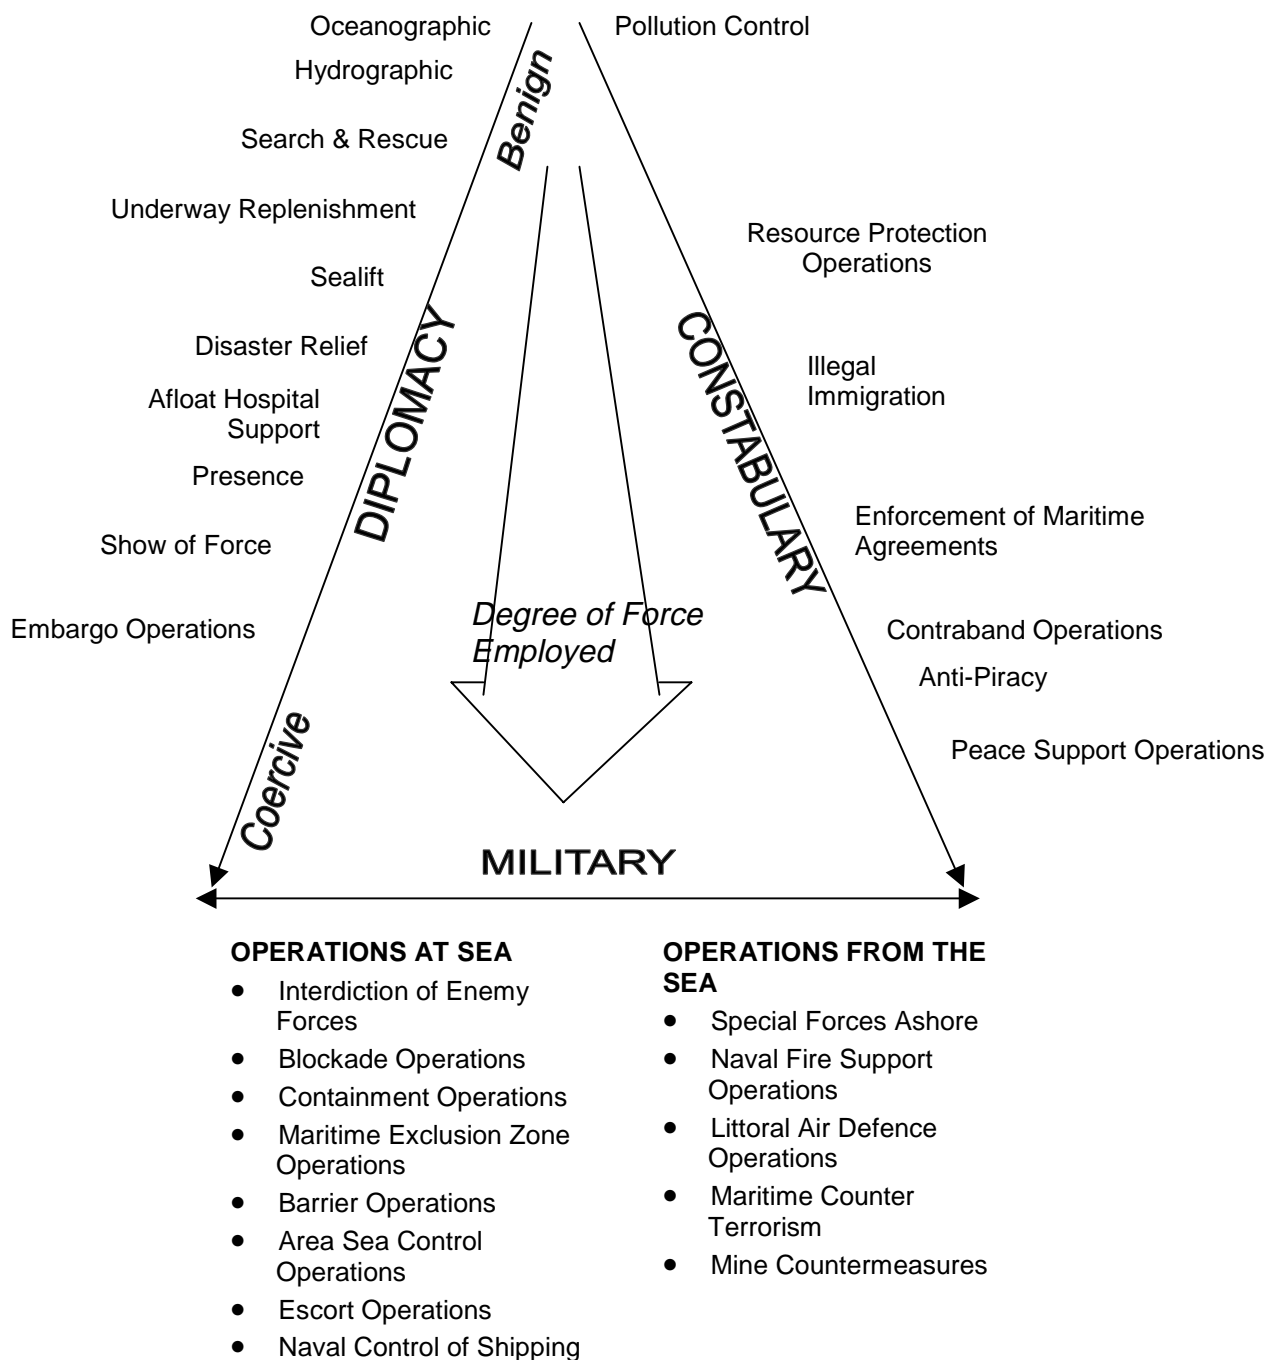 Oceanographic
Pollution Control
Hydrographic
Benign
Search & Rescue
Underway Replenishment
Resource Protection
Operations
Sealift
Disaster Relief
DIPLOMACY
CONSTABULARY
Illegal
Immigration
Afloat Hospital
Support
Presence
Show of Force
Enforcement of Maritime
Agreements
Degree of Force
Employed
Embargo Operations
Contraband Operations
Anti-Piracy
Peace Support Operations
Coercive
MILITARY
OPERATIONS AT SEA
• Interdiction of Enemy
Forces
• Blockade Operations
• Containment Operations
• Maritime Exclusion Zone
Operations
• Barrier Operations
• Area Sea Control
Operations
• Escort Operations
• Naval Control of Shipping
OPERATIONS FROM THE
SEA
• Special Forces Ashore
• Naval Fire Support
Operations
• Littoral Air Defence
Operations
• Maritime Counter
Terrorism
• Mine Countermeasures